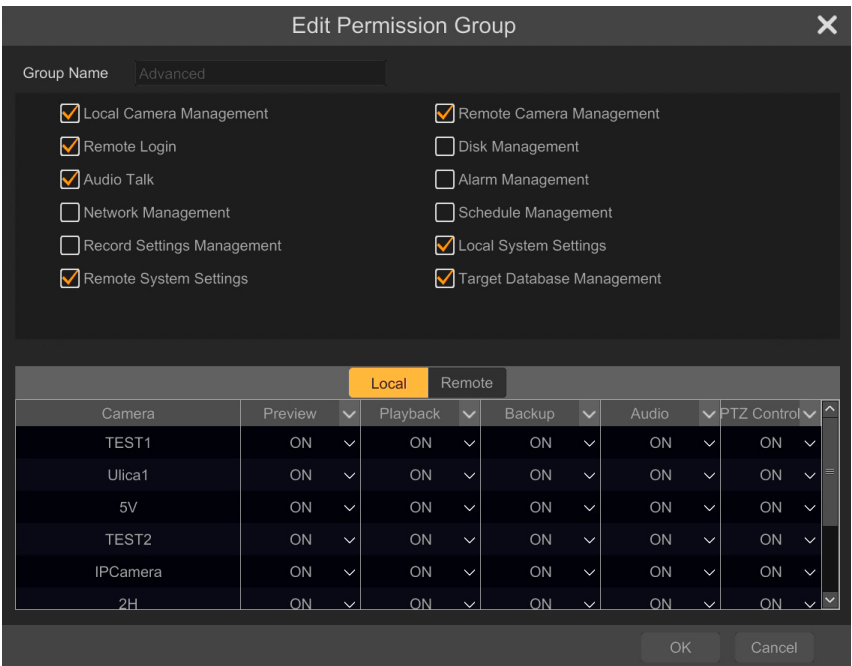 Edit Permission Group
Group Name Advanced
Local Camera Management Remote Camera Management
Remote Login Disk Management
Audio Talk Alarm Management
Network Management Schedule Management
Record Settings Management Local System Settings
Remote System Settings Target Database Management
Local Remote
Camera Preview Playback Backup Audio PTZ Control
TEST1 ON ON ON ON ON
Ulica1 ON ON ON ON ON
5V ON ON ON ON ON
TEST2 ON ON ON ON ON
IPCamera ON ON ON ON ON
2H ON ON ON ON ON
OK Cancel